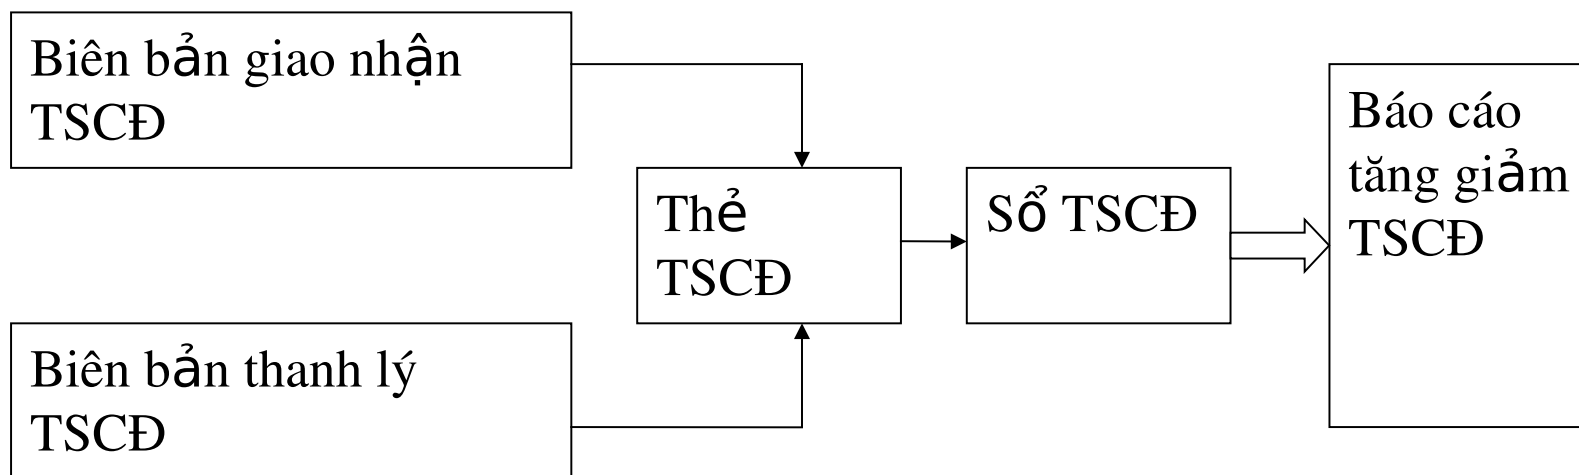 Biên bản giao nhận
TSCĐ
Báo cáo
tăng giảm
TSCĐ
Thẻ
TSCĐ
Sổ TSCĐ
Biên bản thanh lý
TSCĐ